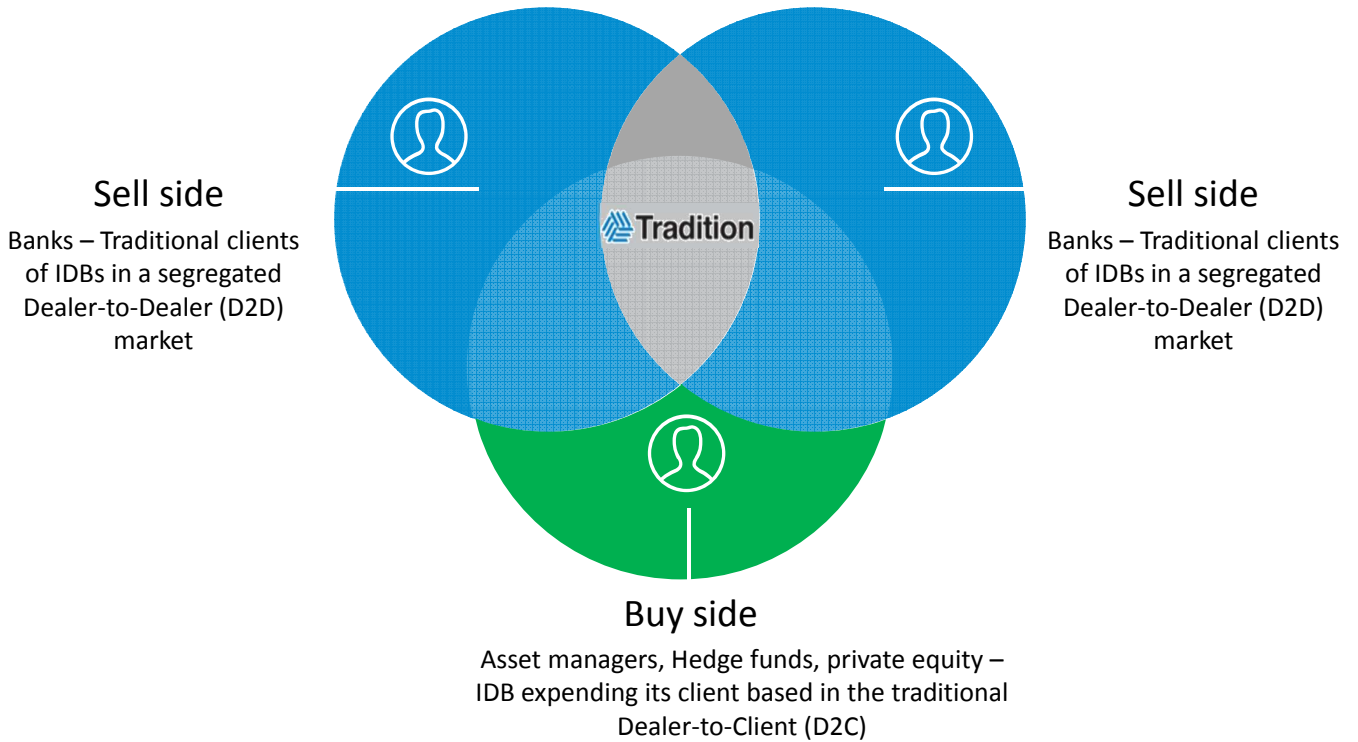 Sell side
Banks – Traditional clients
of IDBs in a segregated
Dealer-to-Dealer (D2D)
market
Tradition
Sell side
Banks – Traditional clients
of IDBs in a segregated
Dealer-to-Dealer (D2D)
market
Buy side
Asset managers, Hedge funds, private equity –
IDB expending its client based in the traditional
Dealer-to-Client (D2C)